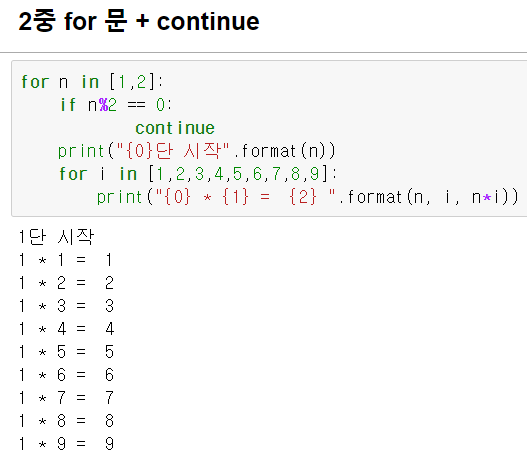 2중 for 문 + continue
for n in [1,2]:
    if n%2 == 0:
            continue
    print("{0}단 시작".format(n))
    for i in [1,2,3,4,5,6,7,8,9]:
        print("{0} * {1} =  {2} ".format(n, i, n*i))
1단 시작
1 * 1 =  1
1 * 2 =  2
1 * 3 =  3
1 * 4 =  4
1 * 5 =  5
1 * 6 =  6
1 * 7 =  7
1 * 8 =  8
1 * 9 =  9